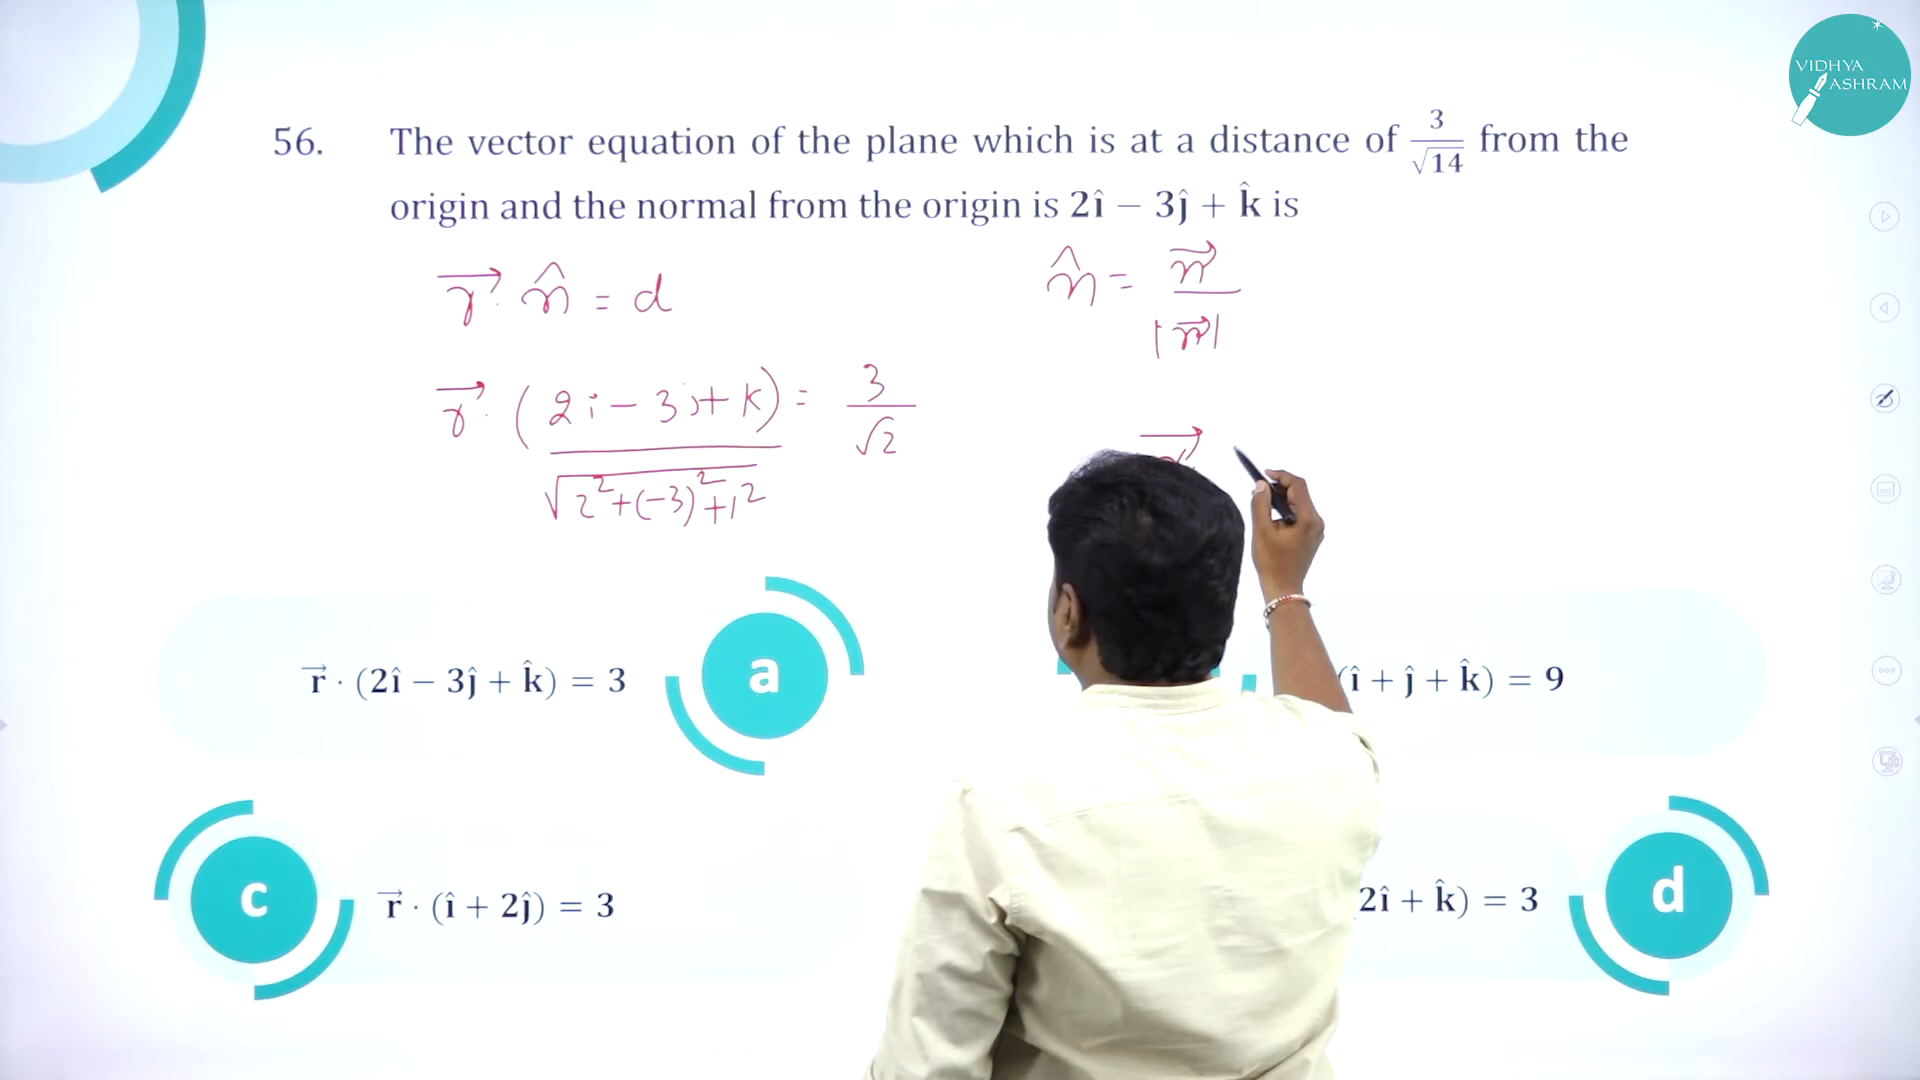 VIDHYA
ASHRAM
56. The vector equation of the plane which is at a distance of 3/√14 from the
origin and the normal from the origin is 2î − 3ĵ + k̂ is
r⃗ · n̂ = d
n̂ = n⃗ / |n⃗|
r⃗ · (2i − 3j + k) / √2² + (−3)² + 1² = 3/√2
r⃗ · (2î − 3ĵ + k̂) = 3
a
(î + ĵ + k̂) = 9
c
r⃗ · (î + 2ĵ) = 3
2î + k̂) = 3
d